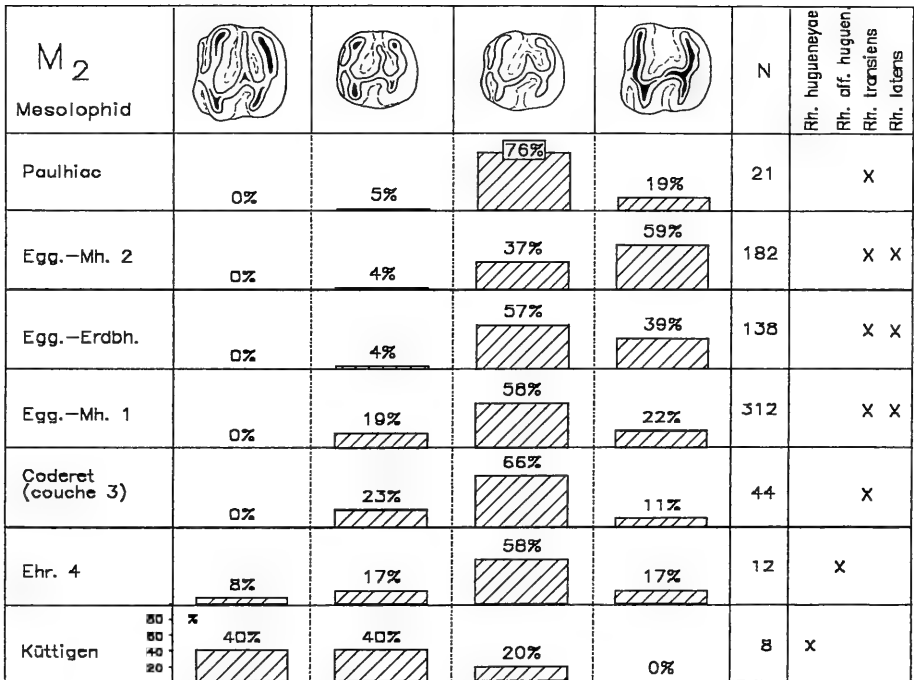 M2
Mesolophid
N
Rh. hugueneyae
Rh. aff. huguen.
Rh. transiens
Rh. latens
Paulhiac 0% 5% 76% 19% 21 x
Egg.-Mh. 2 0% 4% 37% 59% 182 x x
Egg.-Erdbh. 0% 4% 57% 39% 138 x x
Egg.-Mh. 1 0% 19% 58% 22% 312 x x
Coderet
(couche 3) 0% 23% 66% 11% 44 x
Ehr. 4 8% 17% 58% 17% 12 x
80 %
60
40
20
Küttigen 40% 40% 20% 0% 8 x